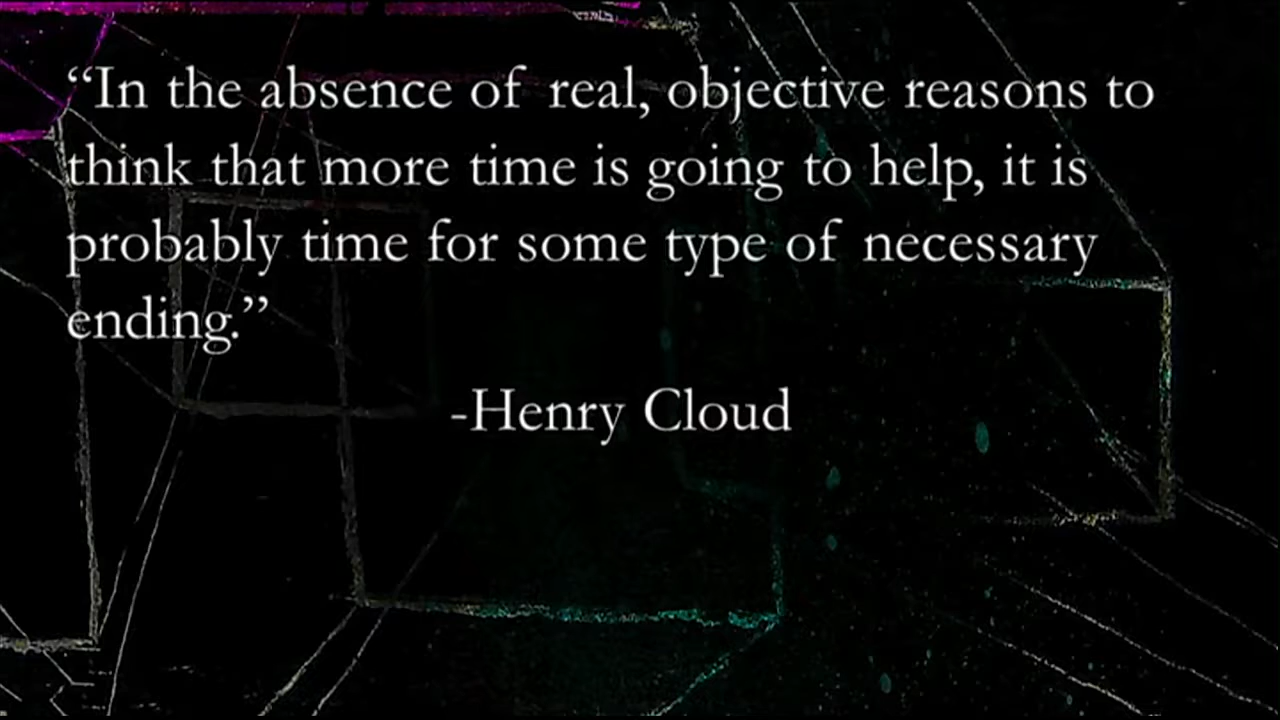 “In the absence of real, objective reasons to
think that more time is going to help, it is
probably time for some type of necessary
ending.”
-Henry Cloud